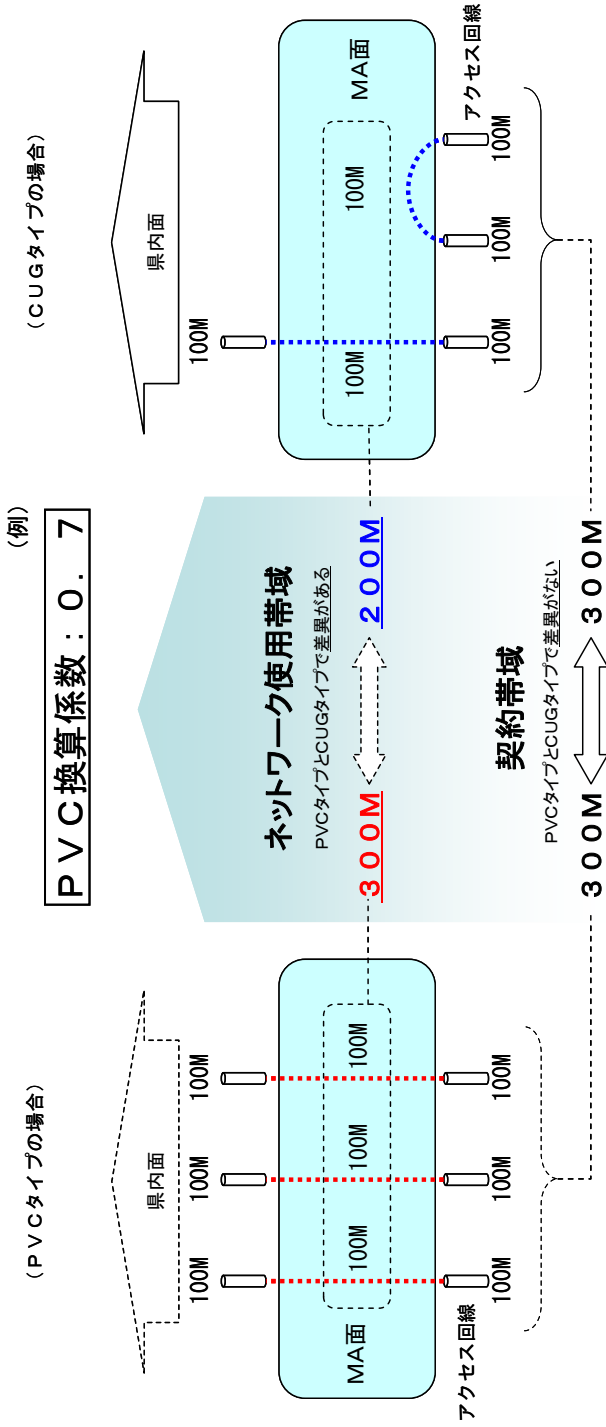 (例)
PVC換算係数:0.7
(PVCタイプの場合)
県内面
100M
100M
100M
MA面
100M
100M
100M
100M
100M
100M
アクセス回線
ネットワーク使用帯域
PVCタイプとCUGタイプで差異がある
300M
200M
契約帯域
PVCタイプとCUGタイプで差異がない
300M
300M
(CUGタイプの場合)
県内面
100M
MA面
100M
100M
100M
100M
100M
アクセス回線